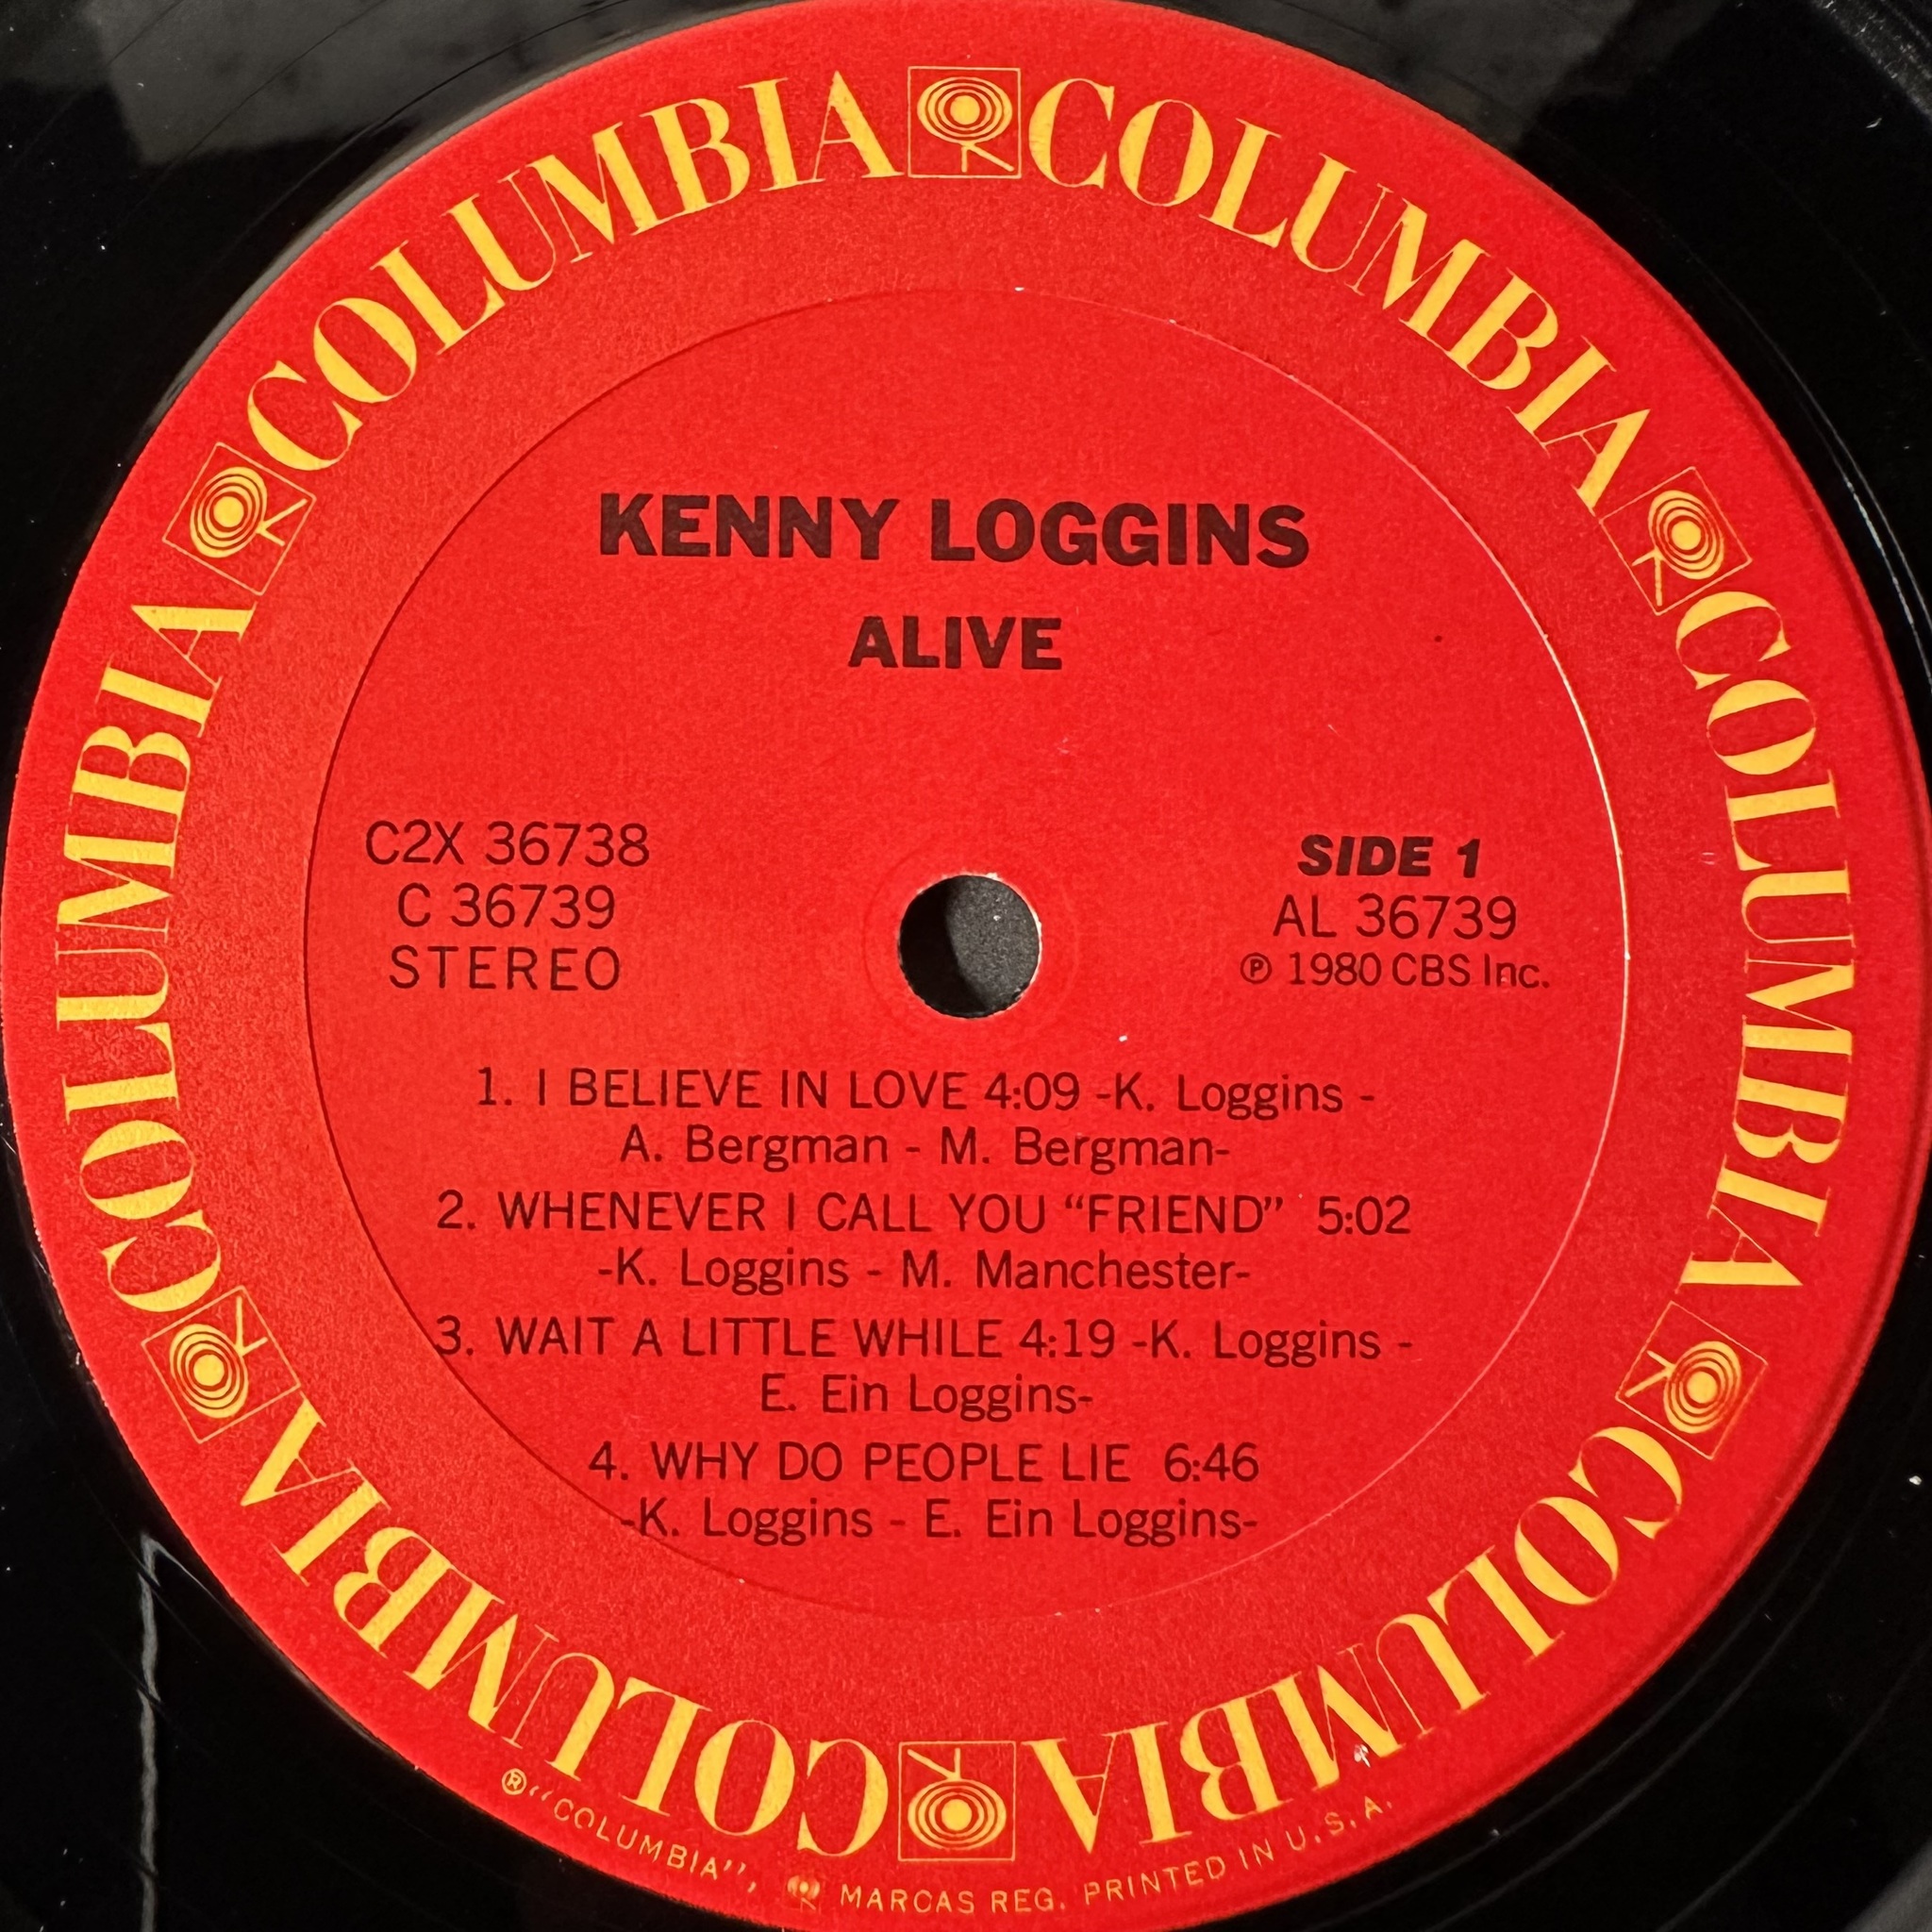 COLUMBIA COLUMBIA COLUMBIA COLUMBIA COLUMBIA COLUMBIA
KENNY LOGGINS
ALIVE
C2X 36738
C 36739
STEREO
SIDE 1
AL 36739
℗ 1980 CBS Inc.
1. I BELIEVE IN LOVE 4:09 -K. Loggins -
A. Bergman - M. Bergman-
2. WHENEVER I CALL YOU “FRIEND” 5:02
-K. Loggins - M. Manchester-
3. WAIT A LITTLE WHILE 4:19 -K. Loggins -
E. Ein Loggins-
4. WHY DO PEOPLE LIE 6:46
-K. Loggins - E. Ein Loggins-
® “COLUMBIA”, MARCAS REG. PRINTED IN U.S.A.